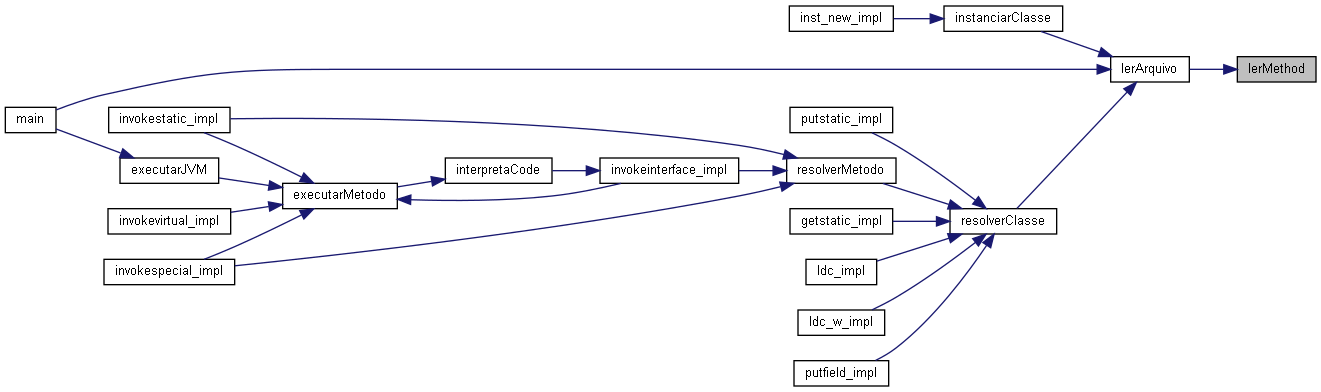 inst_new_impl
instanciarClasse
lerArquivo
lerMethod
main
invokestatic_impl
putstatic_impl
executarJVM
interpretaCode
invokeinterface_impl
resolverMetodo
executarMetodo
invokevirtual_impl
getstatic_impl
resolverClasse
invokespecial_impl
ldc_impl
ldc_w_impl
putfield_impl